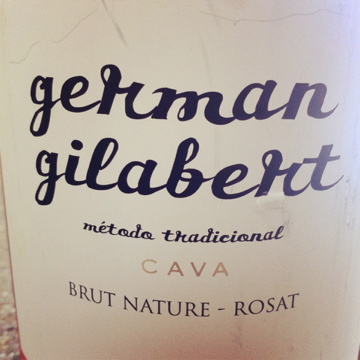 german
gilabert
método tradicional
CAVA
BRUT NATURE - ROSAT